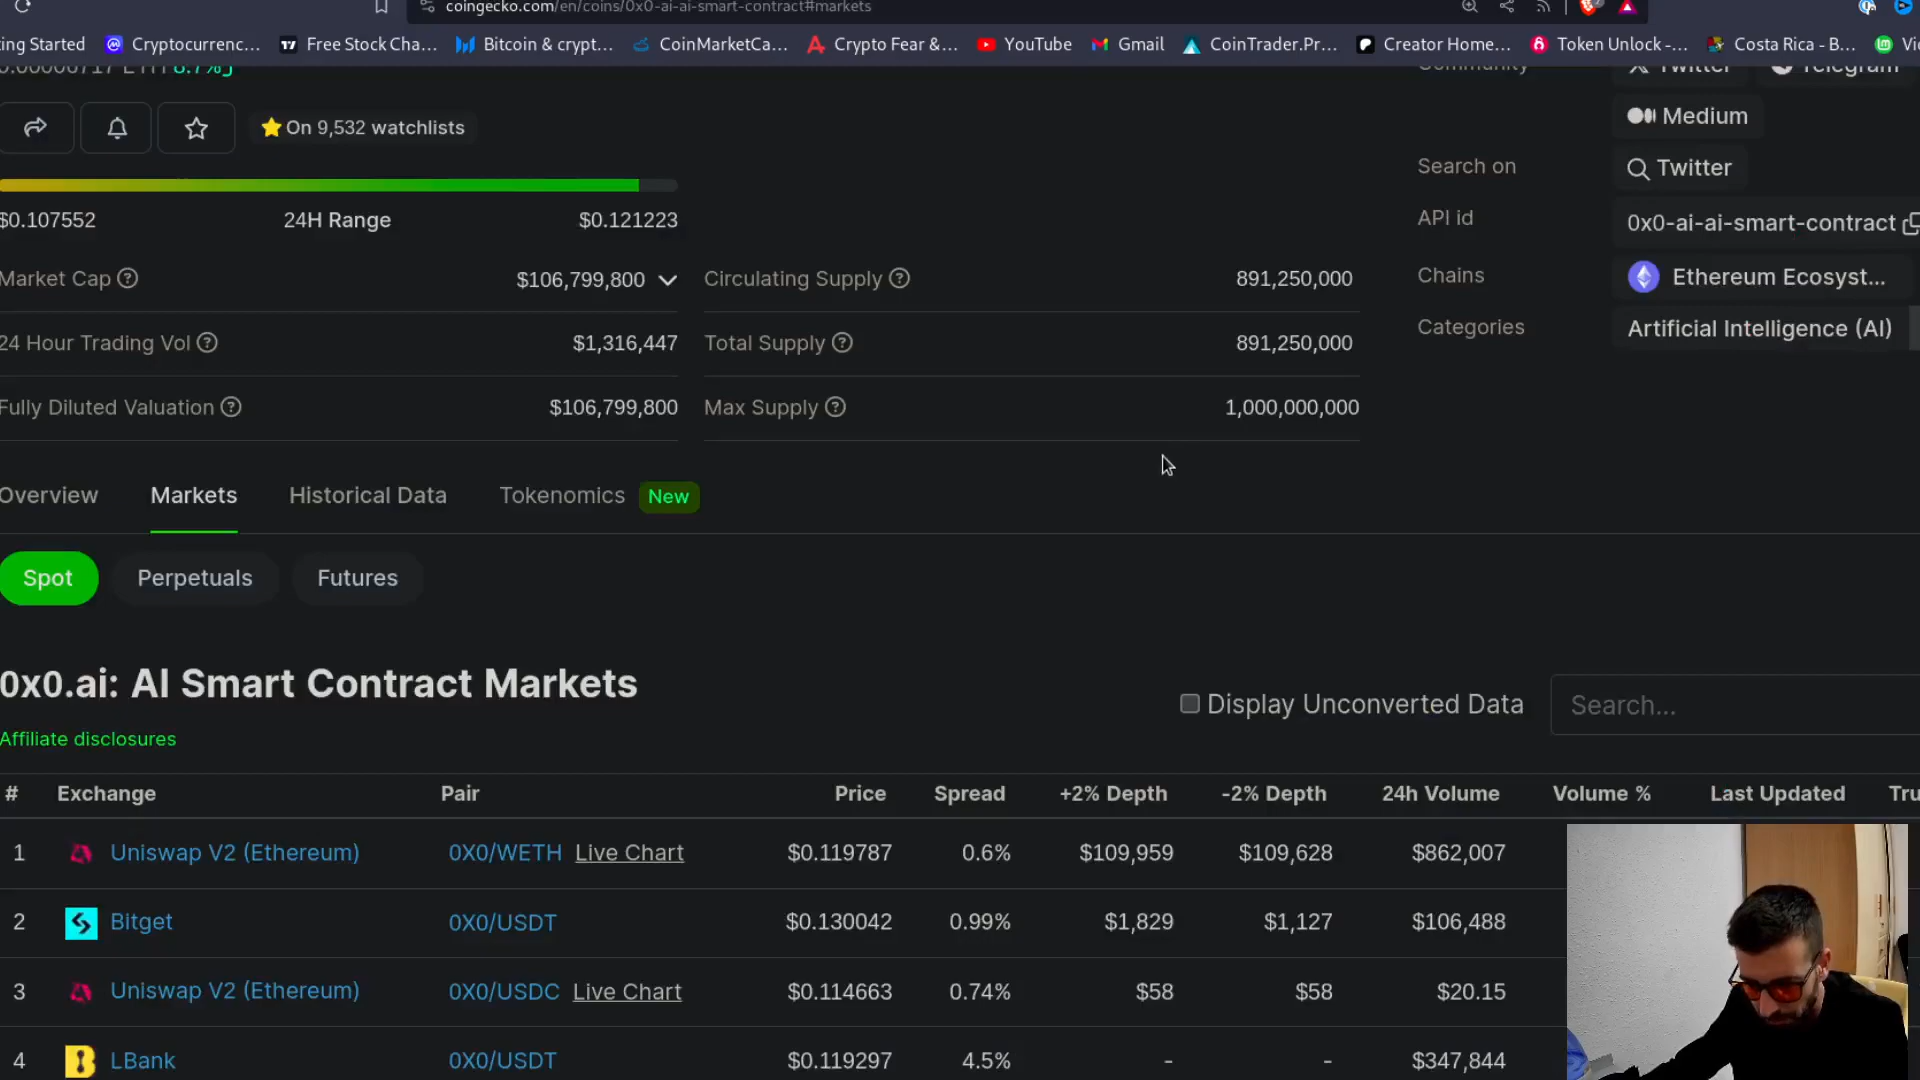 coingecko.com/en/coins/0x0-ai-ai-smart-contract#markets
ing Started Cryptocurrenc... Free Stock Cha... Bitcoin & crypt... CoinMarketCa... Crypto Fear &... YouTube Gmail CoinTrader.Pr... Creator Home... Token Unlock -... Costa Rica - B...
Twitter Telegram
On 9,532 watchlists
Medium
Search on Twitter
$0.107552 24H Range $0.121223
API id 0x0-ai-ai-smart-contract
Market Cap $106,799,800 Circulating Supply 891,250,000
Chains Ethereum Ecosyst...
24 Hour Trading Vol $1,316,447 Total Supply 891,250,000
Categories Artificial Intelligence (AI)
Fully Diluted Valuation $106,799,800 Max Supply 1,000,000,000
Overview Markets Historical Data Tokenomics New
Spot Perpetuals Futures
0x0.ai: AI Smart Contract Markets
Display Unconverted Data Search...
Affiliate disclosures
# Exchange Pair Price Spread +2% Depth -2% Depth 24h Volume Volume % Last Updated Tru
1 Uniswap V2 (Ethereum) 0X0/WETH Live Chart $0.119787 0.6% $109,959 $109,628 $862,007
2 Bitget 0X0/USDT $0.130042 0.99% $1,829 $1,127 $106,488
3 Uniswap V2 (Ethereum) 0X0/USDC Live Chart $0.114663 0.74% $58 $58 $20.15
4 LBank 0X0/USDT $0.119297 4.5% - - $347,844